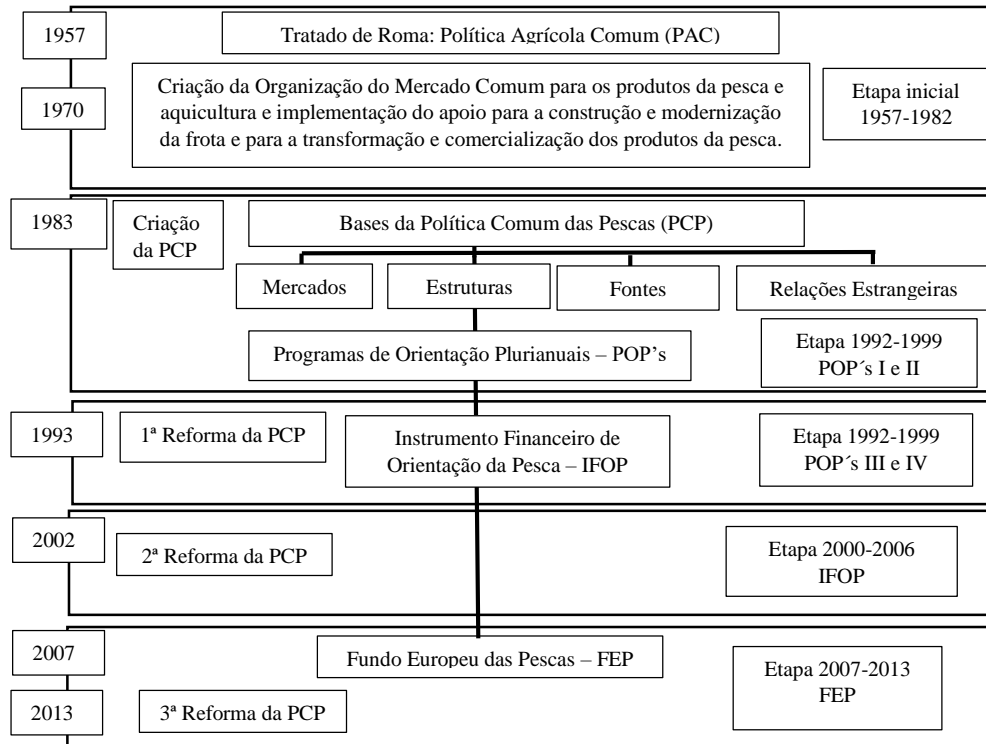 1957
Tratado de Roma: Política Agrícola Comum (PAC)
1970
Criação da Organização do Mercado Comum para os produtos da pesca e
aquicultura e implementação do apoio para a construção e modernização
da frota e para a transformação e comercialização dos produtos da pesca.
Etapa inicial
1957-1982
1983
Criação
da PCP
Bases da Política Comum das Pescas (PCP)
Mercados
Estruturas
Fontes
Relações Estrangeiras
Programas de Orientação Plurianuais – POP's
Etapa 1992-1999
POP´s I e II
1993
1ª Reforma da PCP
Instrumento Financeiro de
Orientação da Pesca – IFOP
Etapa 1992-1999
POP´s III e IV
2002
2ª Reforma da PCP
Etapa 2000-2006
IFOP
2007
Fundo Europeu das Pescas – FEP
Etapa 2007-2013
FEP
2013
3ª Reforma da PCP